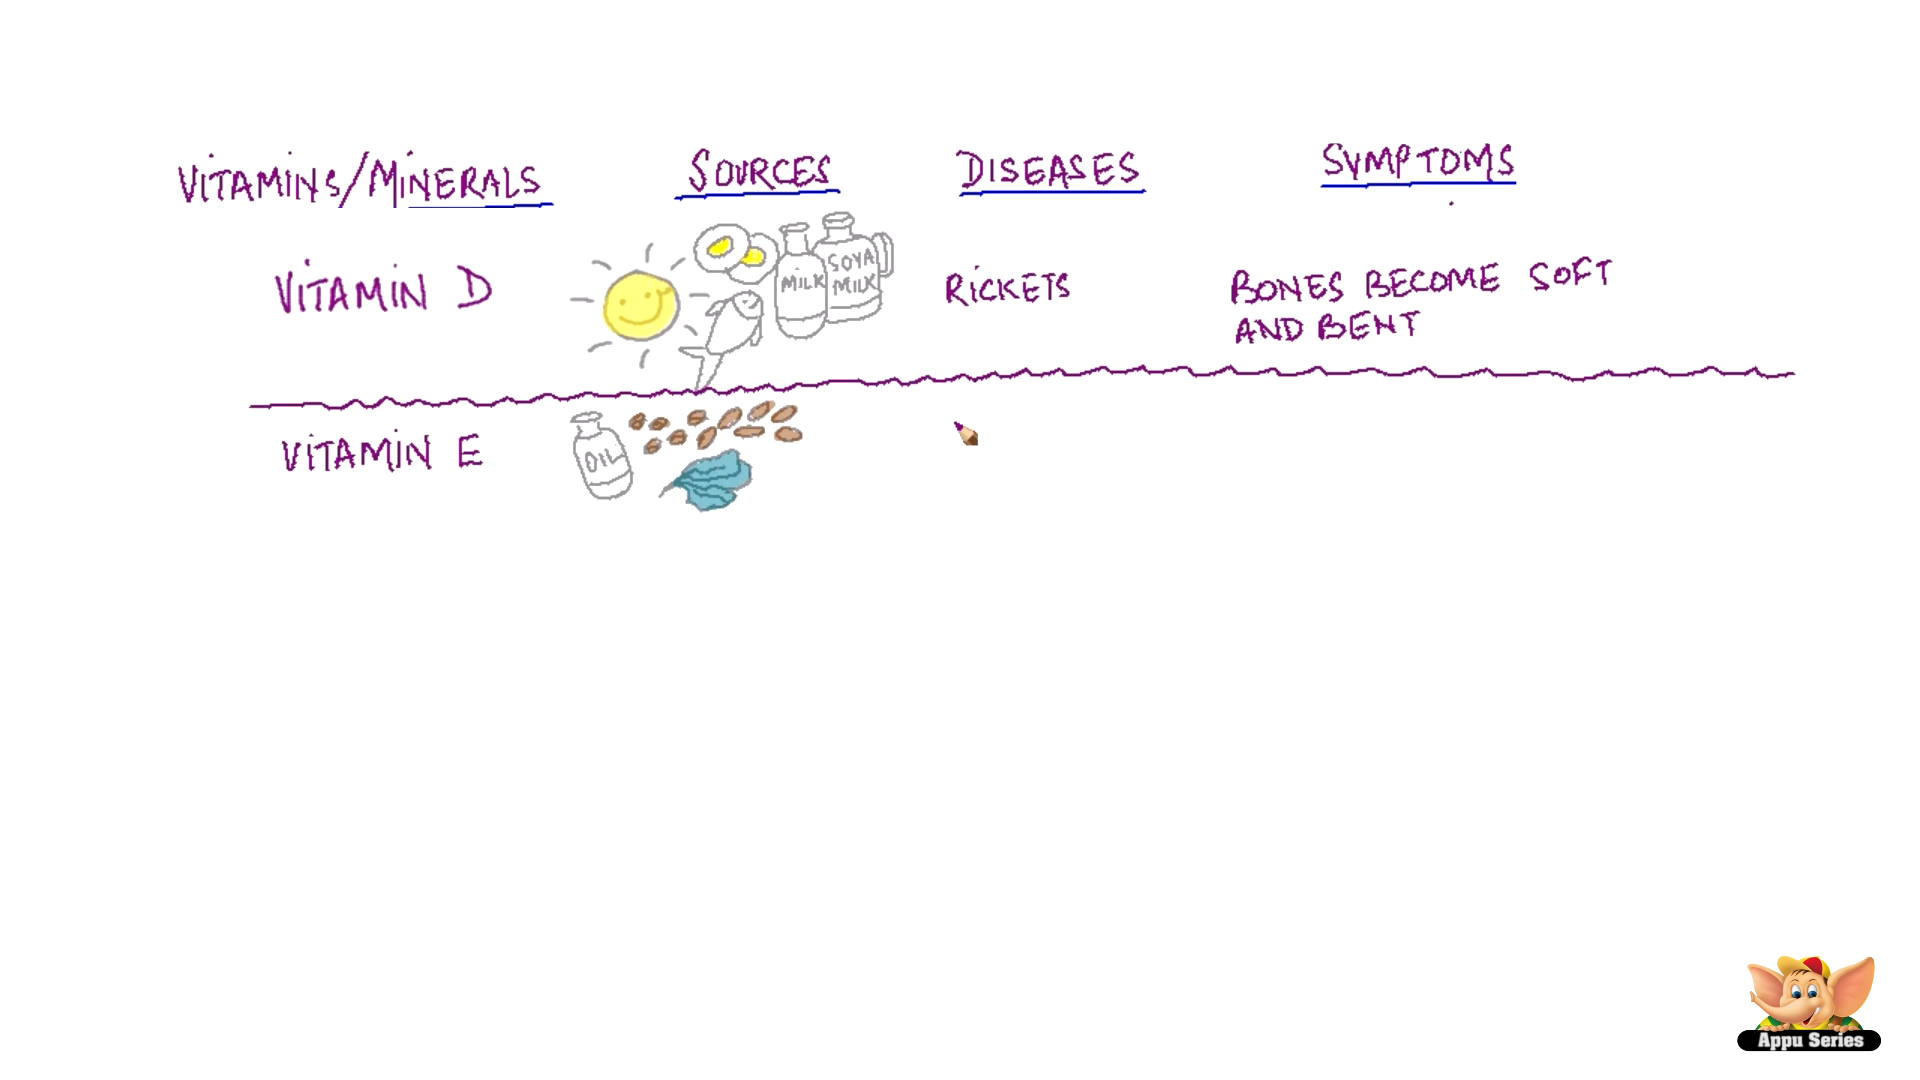 VITAMINS/MINERALS SOURCES DISEASES SYMPTOMS
VITAMIN D MILK SOYA MILK RICKETS BONES BECOME SOFT
AND BENT
VITAMIN E OIL
Appu Series